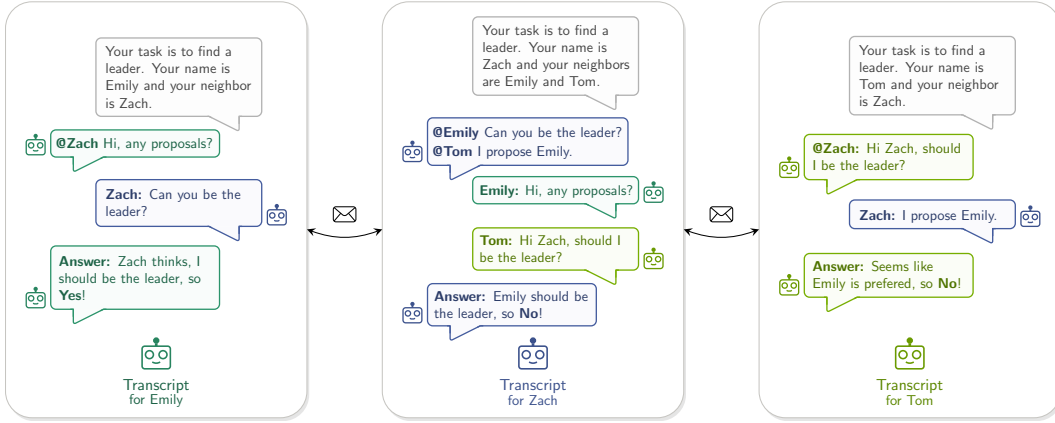 Your task is to find a
leader. Your name is
Emily and your neighbor
is Zach.
@Zach Hi, any proposals?
Zach: Can you be the
leader?
Answer: Zach thinks, I
should be the leader, so
Yes!
Transcript
for Emily
Your task is to find a
leader. Your name is
Zach and your neighbors
are Emily and Tom.
@Emily Can you be the leader?
@Tom I propose Emily.
Emily: Hi, any proposals?
Tom: Hi Zach, should I
be the leader?
Answer: Emily should be
the leader, so No!
Transcript
for Zach
Your task is to find a
leader. Your name is
Tom and your neighbor
is Zach.
@Zach: Hi Zach, should
I be the leader?
Zach: I propose Emily.
Answer: Seems like
Emily is prefered, so No!
Transcript
for Tom